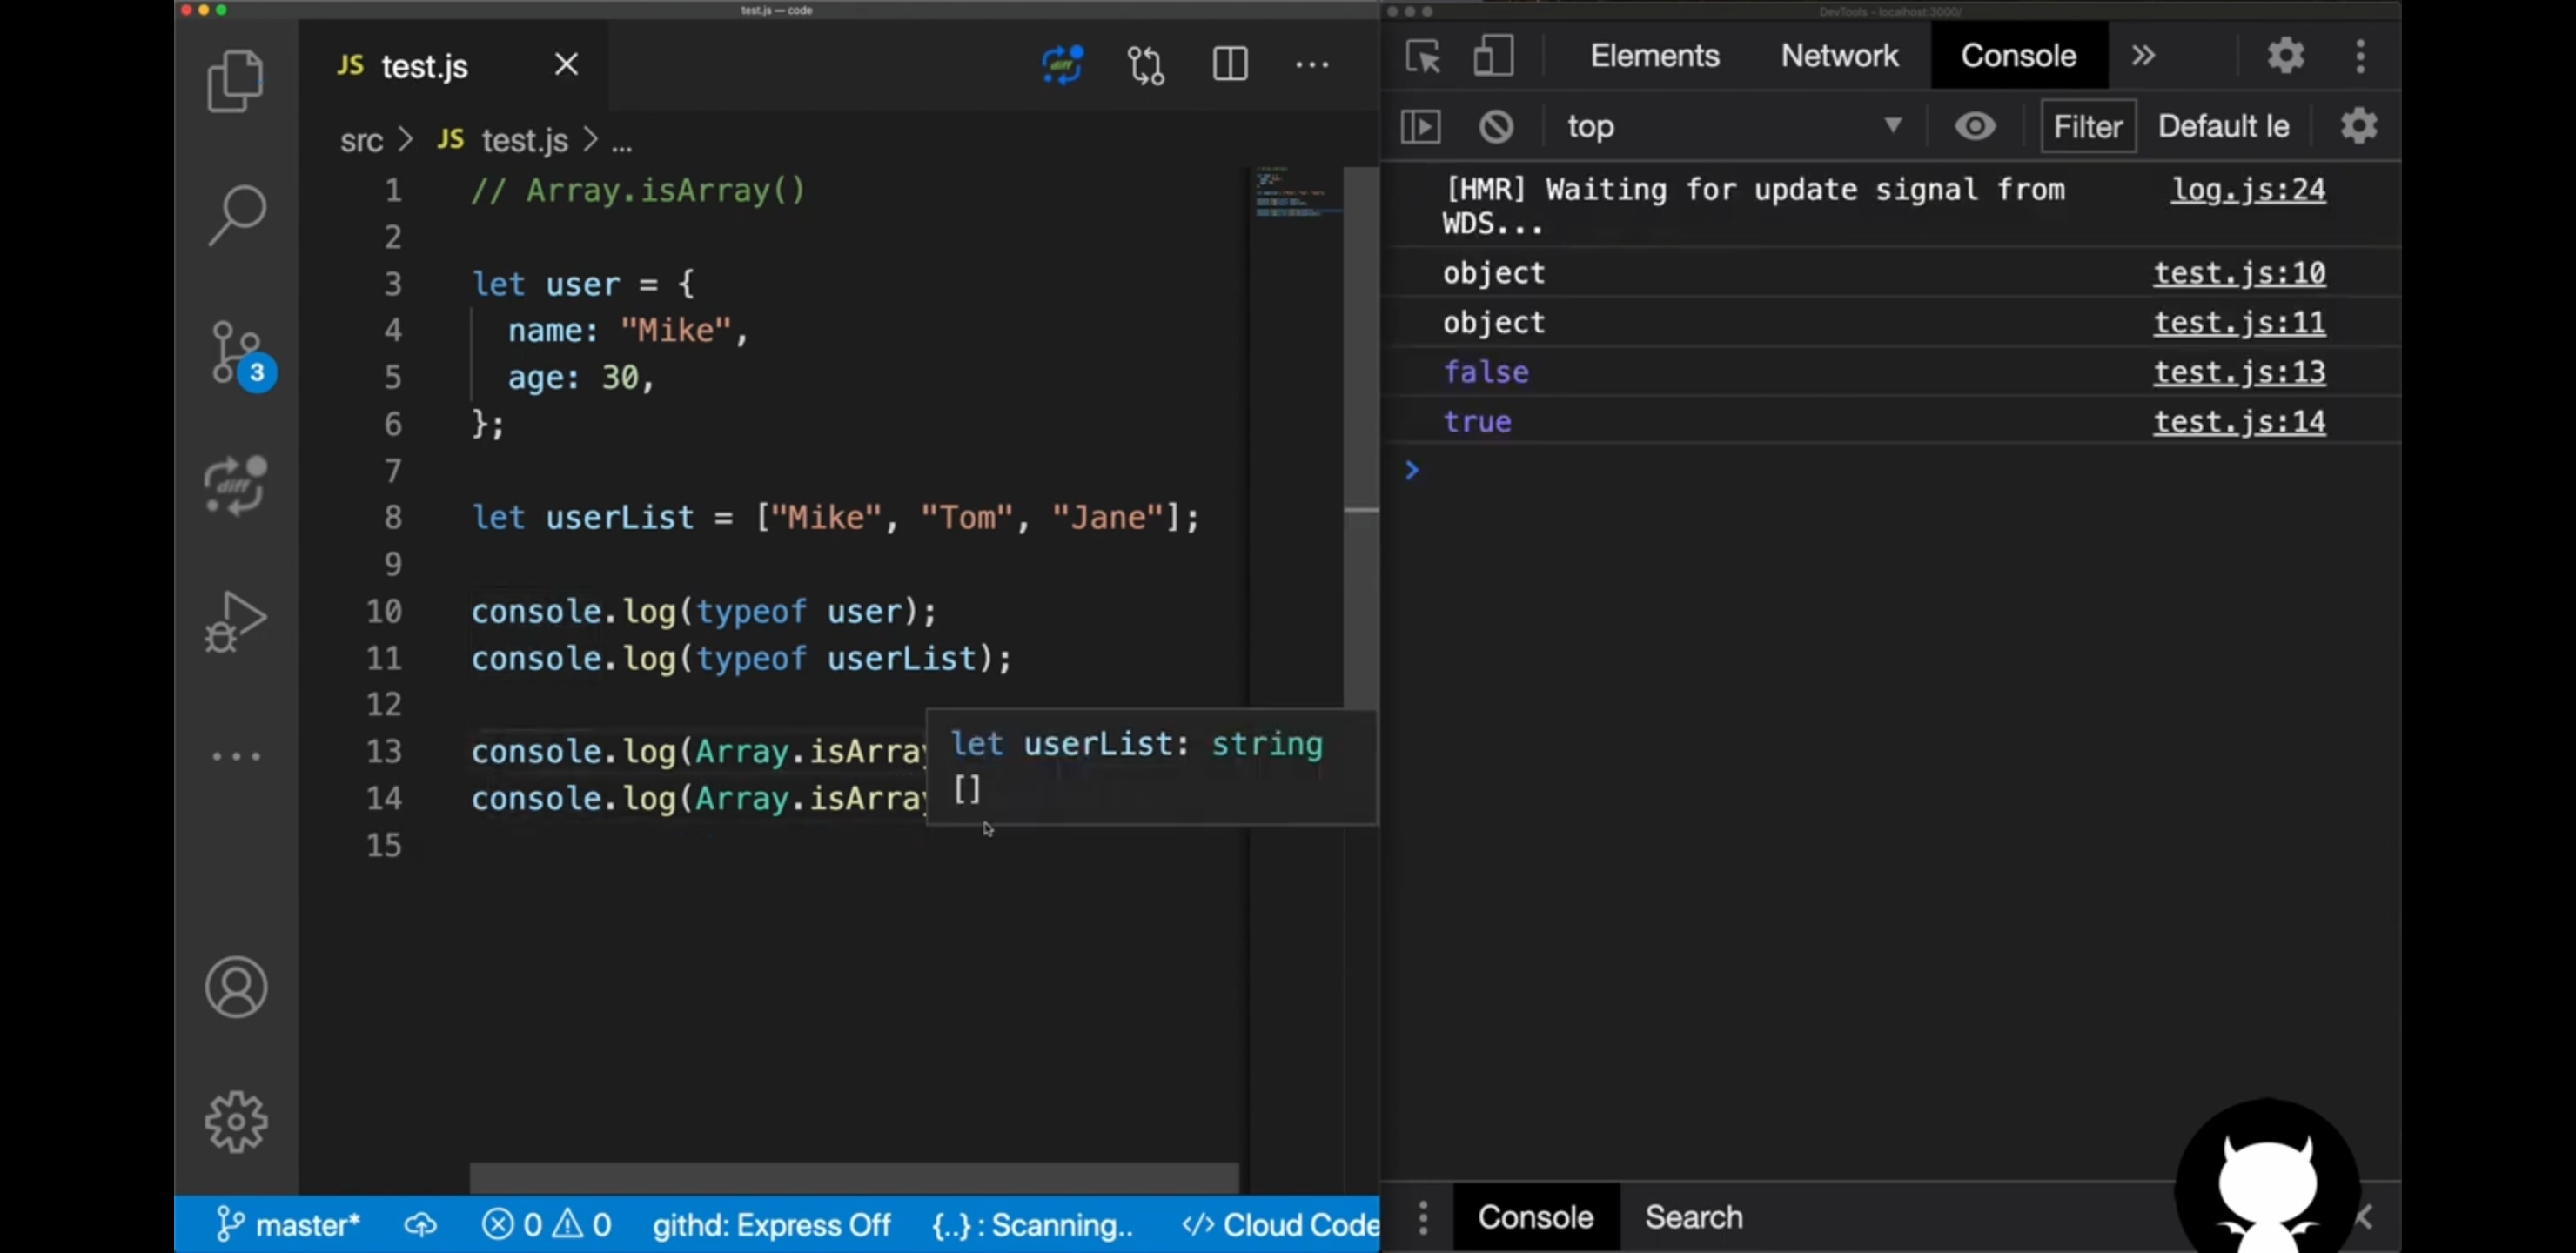 test.js — code
JS test.js
src > JS test.js > ...
1 // Array.isArray()
2
3 let user = {
4 name: "Mike",
5 age: 30,
6 };
7
8 let userList = ["Mike", "Tom", "Jane"];
9
10 console.log(typeof user);
11 console.log(typeof userList);
12
13 console.log(Array.isArray
14 console.log(Array.isArray
15
let userList: string
[]
3
diff
diff
master* 0 0 githd: Express Off {..} : Scanning.. </> Cloud Code
DevTools - localhost:3000/
Elements Network Console »
top Filter Default le
[HMR] Waiting for update signal from log.js:24
WDS...
object test.js:10
object test.js:11
false test.js:13
true test.js:14
>
Console Search